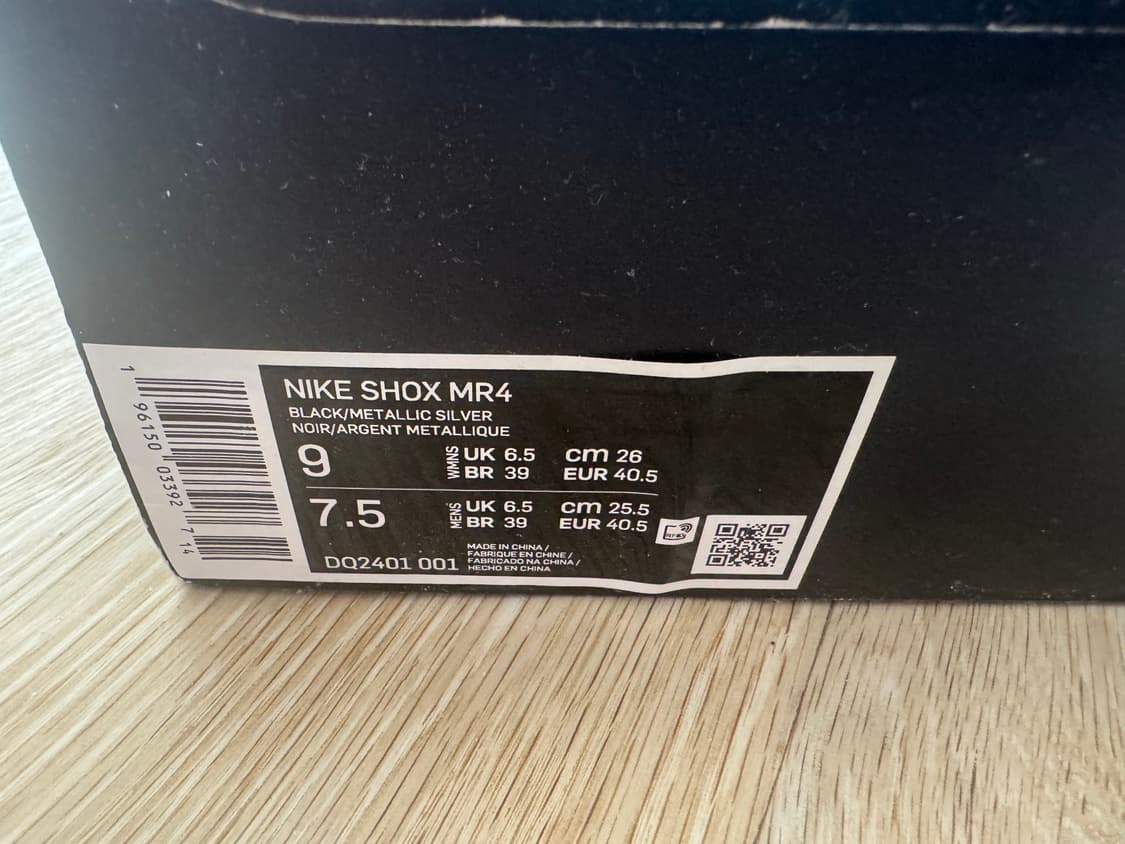 1 96150 03392 7 14
NIKE SHOX MR4
BLACK/METALLIC SILVER
NOIR/ARGENT METALLIQUE
9 WMNS UK 6.5 cm 26
BR 39 EUR 40.5
7.5 MENS UK 6.5 cm 25.5
BR 39 EUR 40.5
DQ2401 001
MADE IN CHINA /
FABRIQUE EN CHINE /
FABRICADO NA CHINA /
HECHO EN CHINA